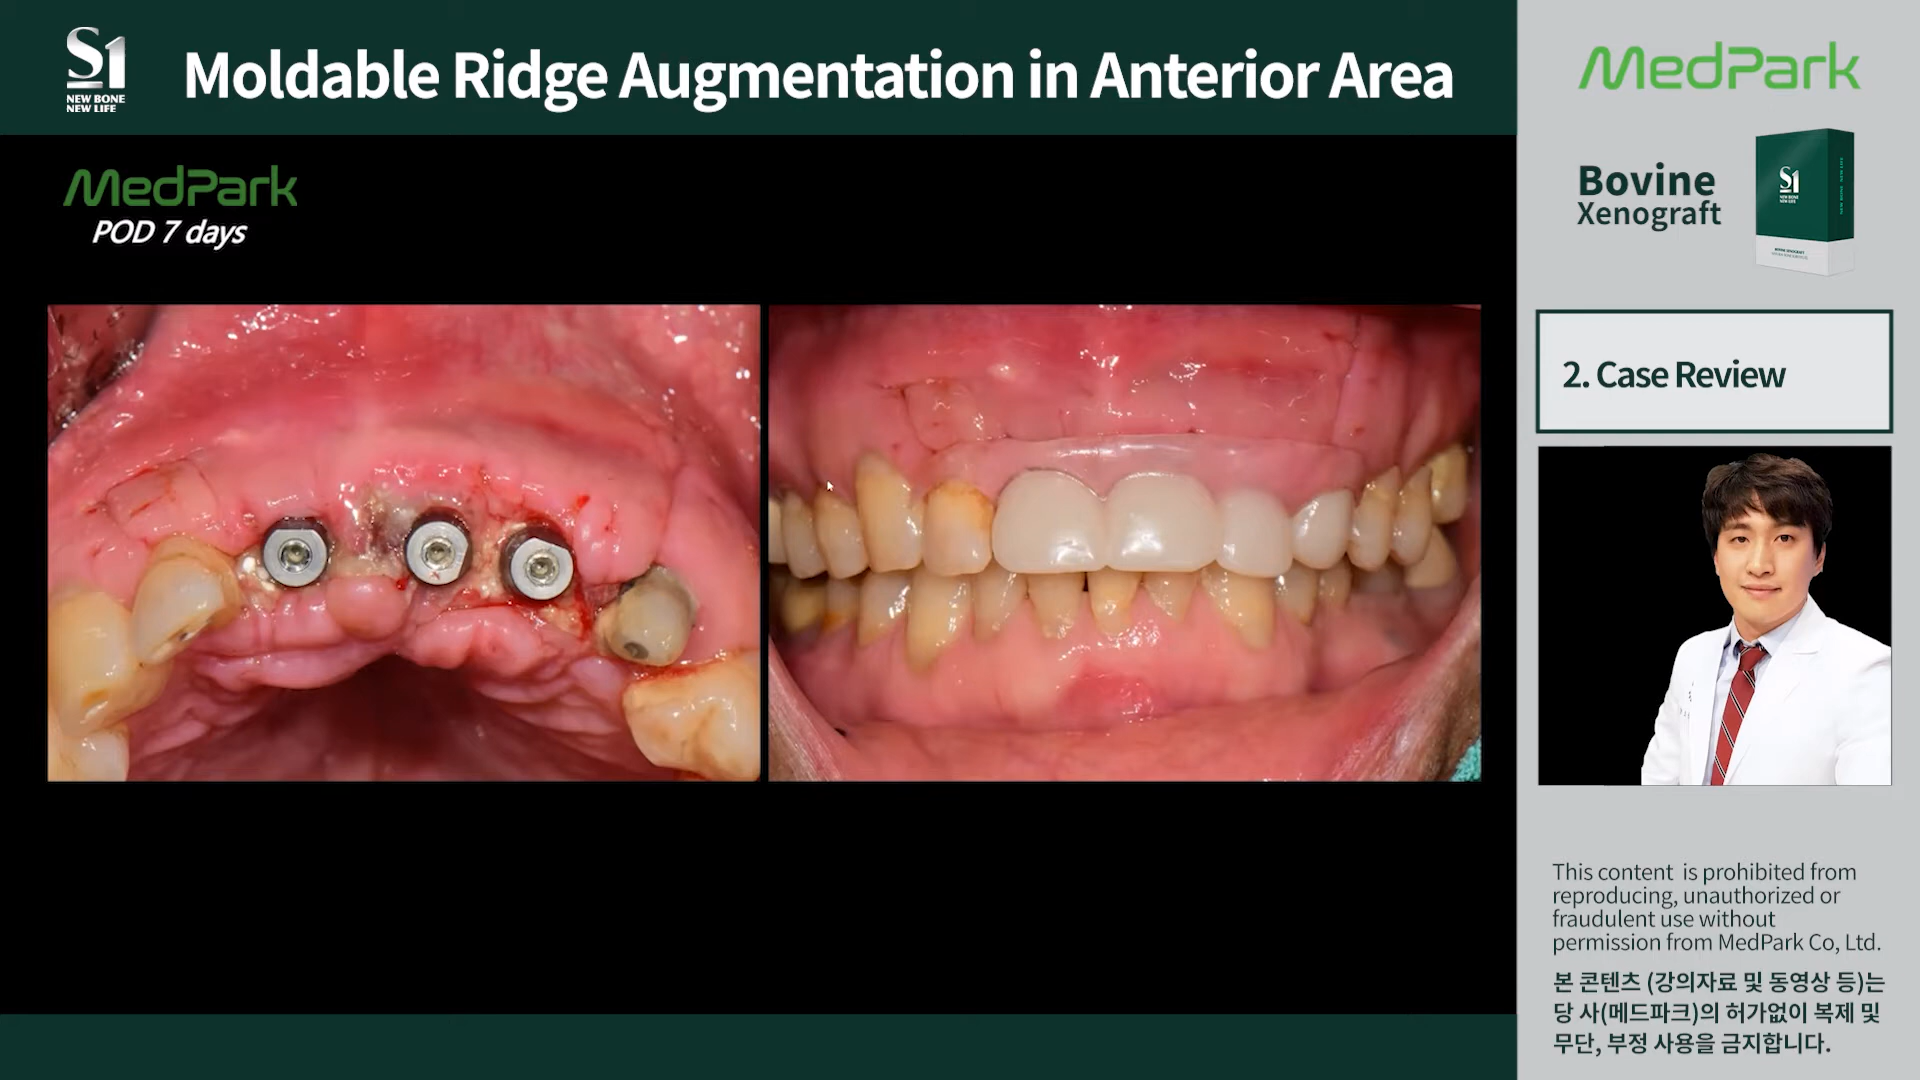 S1
NEW BONE
NEW LIFE
Moldable Ridge Augmentation in Anterior Area
MedPark
POD 7 days
MedPark
Bovine
Xenograft
S1
2. Case Review
This content is prohibited from
reproducing, unauthorized or
fraudulent use without
permission from MedPark Co, Ltd.
본 콘텐츠 (강의자료 및 동영상 등)는
당 사(메드파크)의 허가없이 복제 및
무단, 부정 사용을 금지합니다.